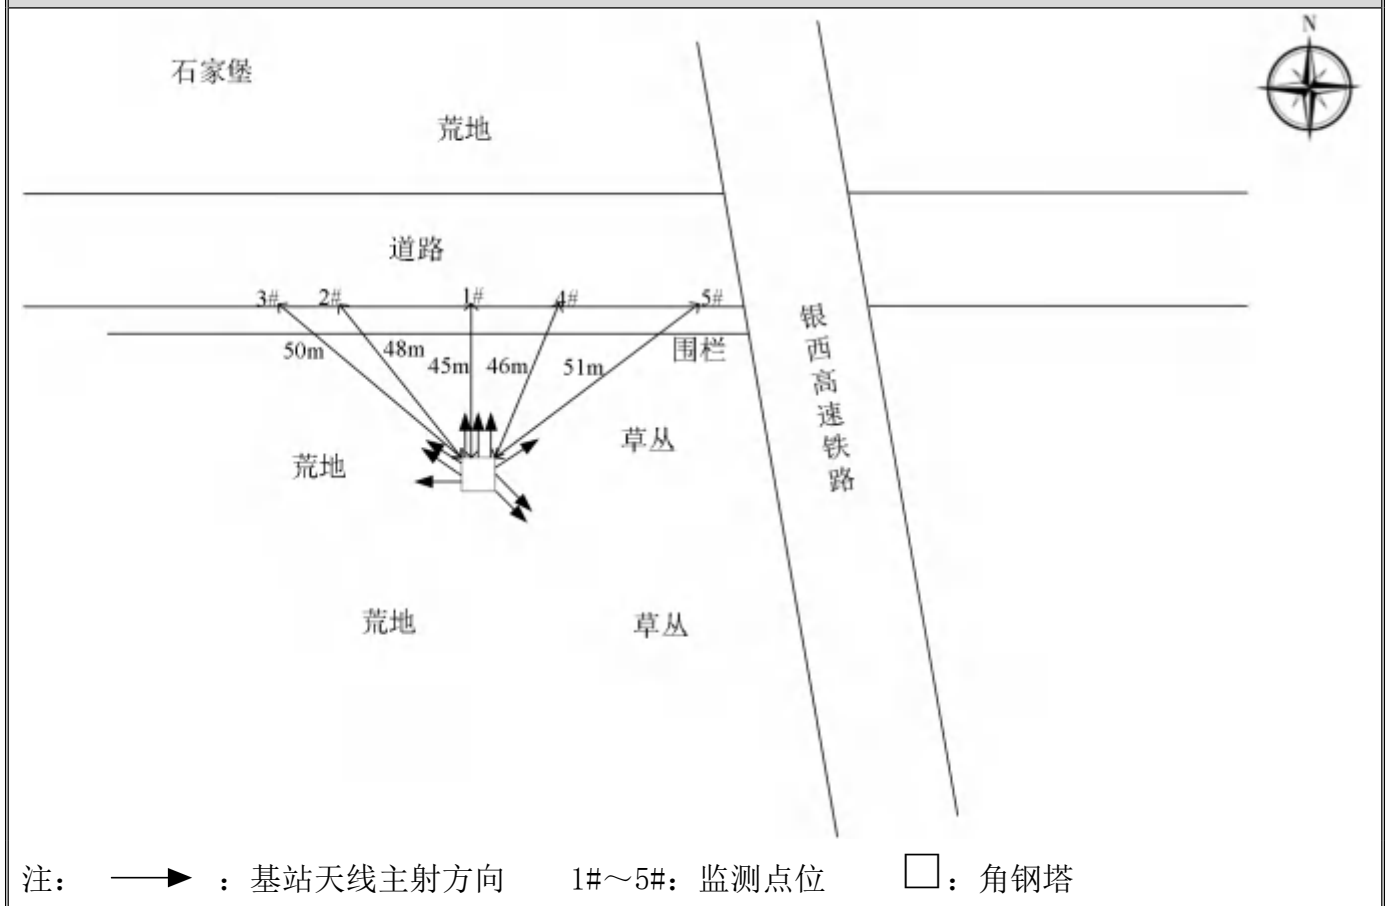 N
石家堡
荒地
道路
3# 2# 1# 4# 5#
50m 48m 45m 46m 51m
围栏
银西高速铁路
草丛
荒地
荒地
草丛
注： ：基站天线主射方向 1#～5#：监测点位 ：角钢塔